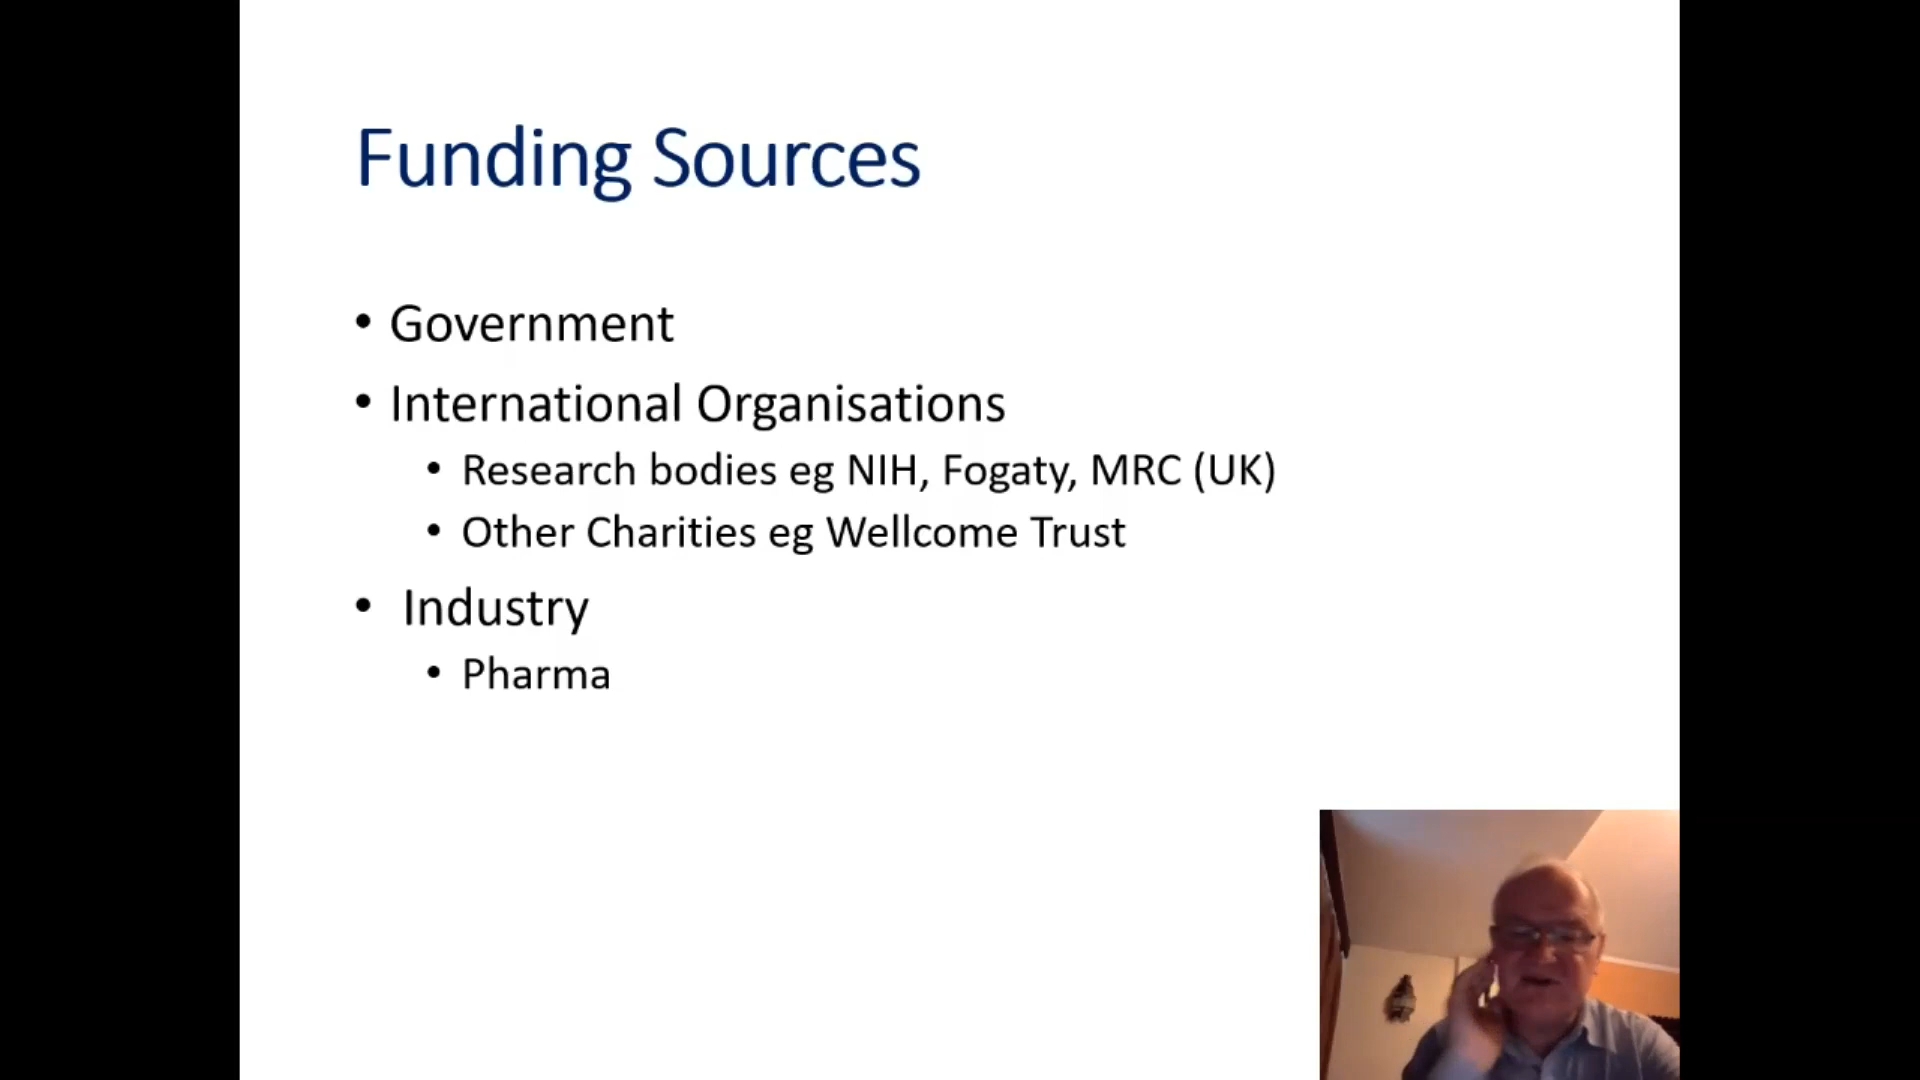 Funding Sources
• Government
• International Organisations
• Research bodies eg NIH, Fogaty, MRC (UK)
• Other Charities eg Wellcome Trust
• Industry
• Pharma